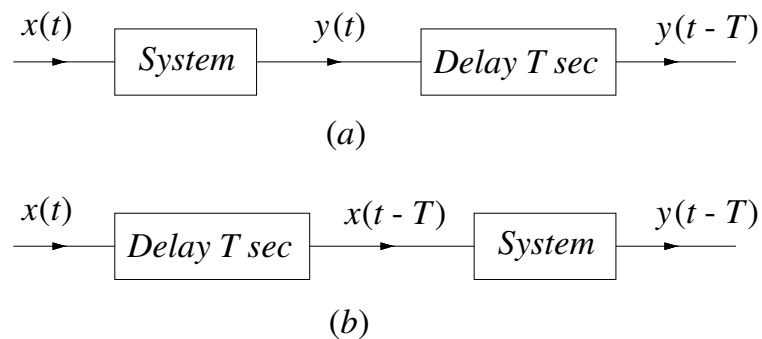 x(t) y(t) y(t - T)
System Delay T sec
(a)
x(t) x(t - T) y(t - T)
Delay T sec System
(b)